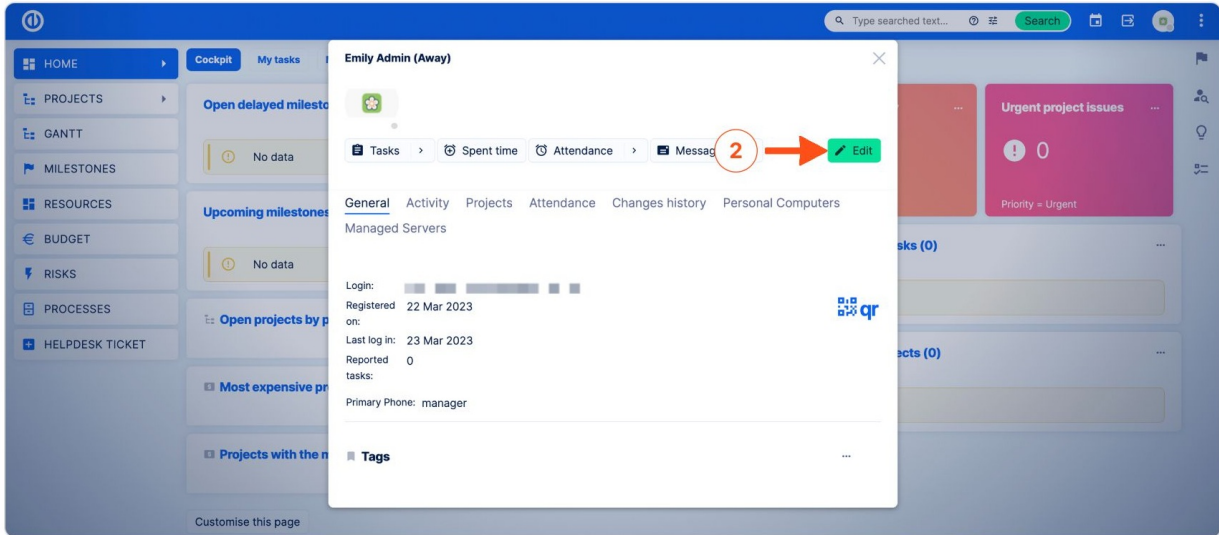 Type searched text...
Search
HOME
PROJECTS
GANTT
MILESTONES
RESOURCES
BUDGET
RISKS
PROCESSES
HELPDESK TICKET
Cockpit My tasks
Open delayed milesto
No data
Upcoming milestones
No data
Open projects by p
Most expensive pr
Projects with the
Customise this page
Emily Admin (Away)
Tasks Spent time Attendance Messag 2 Edit
General Activity Projects Attendance Changes history Personal Computers
Managed Servers
Login:
Registered on: 22 Mar 2023
Last log in: 23 Mar 2023
Reported tasks: 0
Primary Phone: manager
qr
Tags
Urgent project issues
0
Priority = Urgent
sks (0)
ects (0)